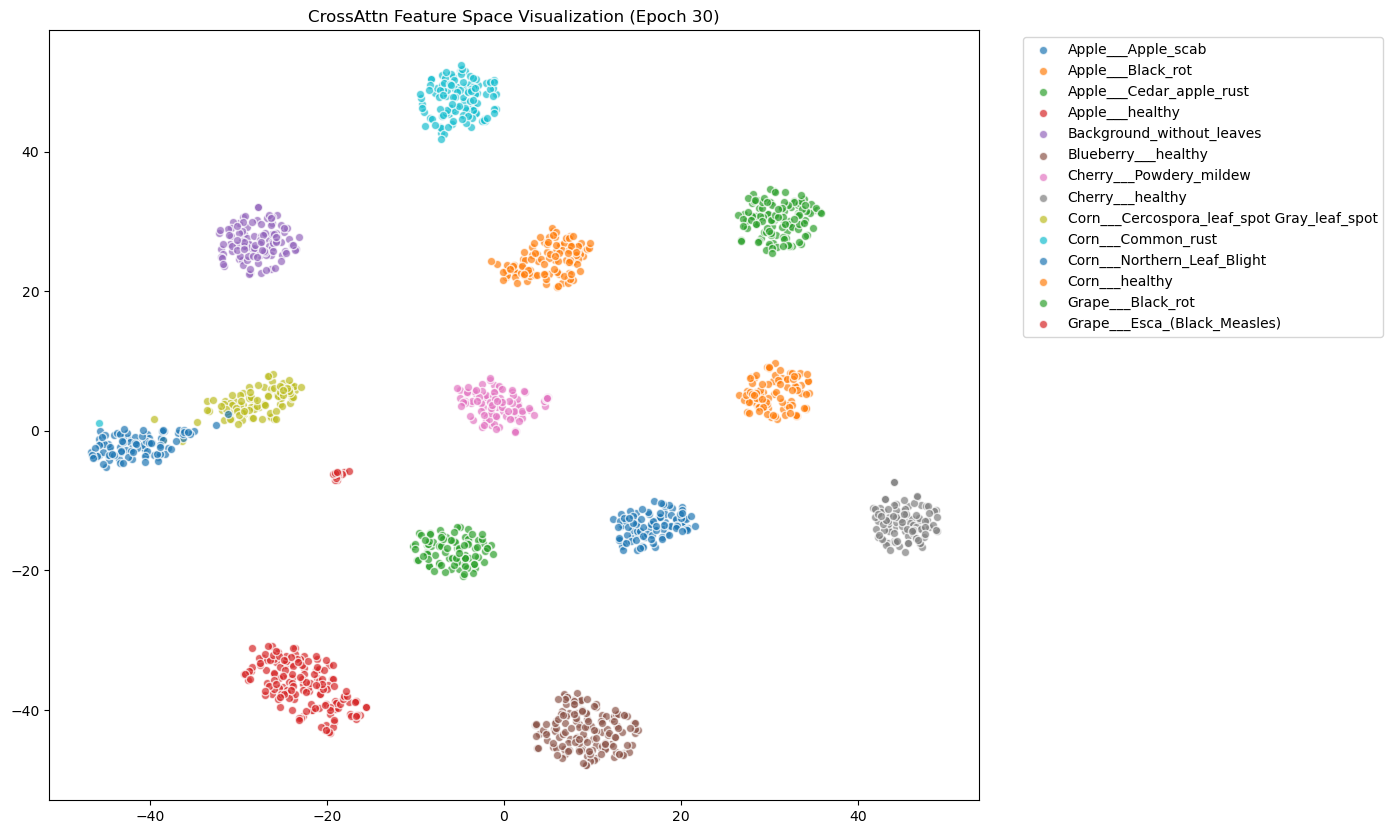 CrossAttn Feature Space Visualization (Epoch 30)
Apple___Apple_scab
Apple___Black_rot
Apple___Cedar_apple_rust
Apple___healthy
Background_without_leaves
Blueberry___healthy
Cherry___Powdery_mildew
Cherry___healthy
Corn___Cercospora_leaf_spot Gray_leaf_spot
Corn___Common_rust
Corn___Northern_Leaf_Blight
Corn___healthy
Grape___Black_rot
Grape___Esca_(Black_Measles)
40
20
0
−20
−40
−40
−20
0
20
40